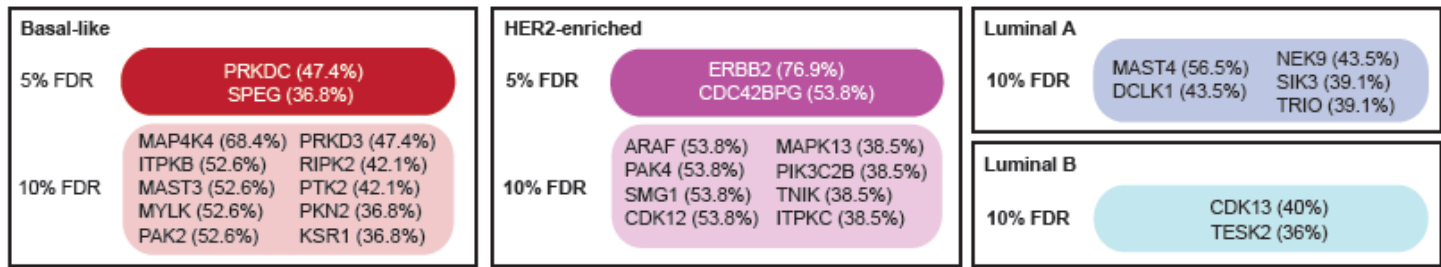 Basal-like
5% FDR
PRKDC (47.4%)
SPEG (36.8%)
10% FDR
MAP4K4 (68.4%) PRKD3 (47.4%)
ITPKB (52.6%) RIPK2 (42.1%)
MAST3 (52.6%) PTK2 (42.1%)
MYLK (52.6%) PKN2 (36.8%)
PAK2 (52.6%) KSR1 (36.8%)
HER2-enriched
5% FDR
ERBB2 (76.9%)
CDC42BPG (53.8%)
10% FDR
ARAF (53.8%) MAPK13 (38.5%)
PAK4 (53.8%) PIK3C2B (38.5%)
SMG1 (53.8%) TNIK (38.5%)
CDK12 (53.8%) ITPKC (38.5%)
Luminal A
10% FDR
MAST4 (56.5%)
DCLK1 (43.5%)
NEK9 (43.5%)
SIK3 (39.1%)
TRIO (39.1%)
Luminal B
10% FDR
CDK13 (40%)
TESK2 (36%)